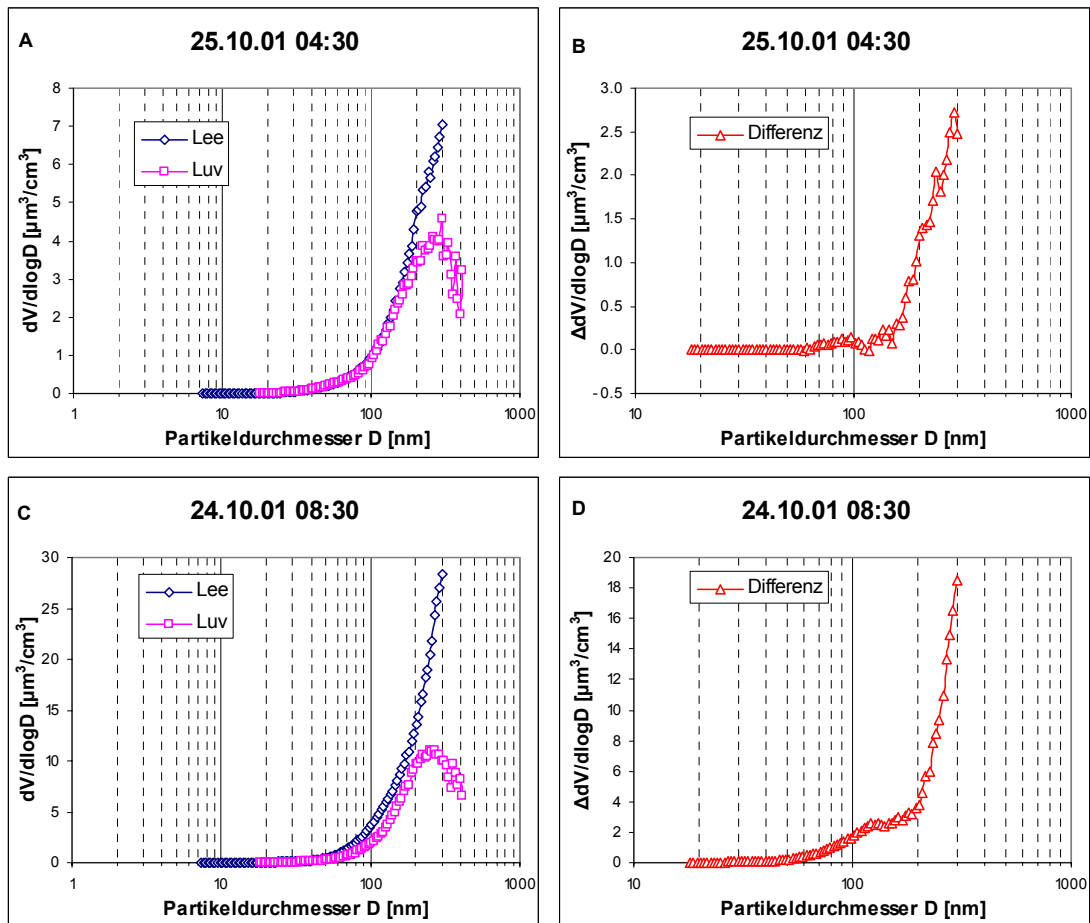 A
25.10.01 04:30
dV/dlogD [µm³/cm³]
8
7
6
5
4
3
2
1
0
Lee
Luv
1
10
100
1000
Partikeldurchmesser D [nm]
B
25.10.01 04:30
ΔdV/dlogD [µm³/cm³]
3.0
2.5
2.0
1.5
1.0
0.5
0.0
-0.5
Differenz
10
100
1000
Partikeldurchmesser D [nm]
C
24.10.01 08:30
dV/dlogD [µm³/cm³]
30
25
20
15
10
5
0
Lee
Luv
1
10
100
1000
Partikeldurchmesser D [nm]
D
24.10.01 08:30
ΔdV/dlogD [µm³/cm³]
20
18
16
14
12
10
8
6
4
2
0
Differenz
10
100
1000
Partikeldurchmesser D [nm]